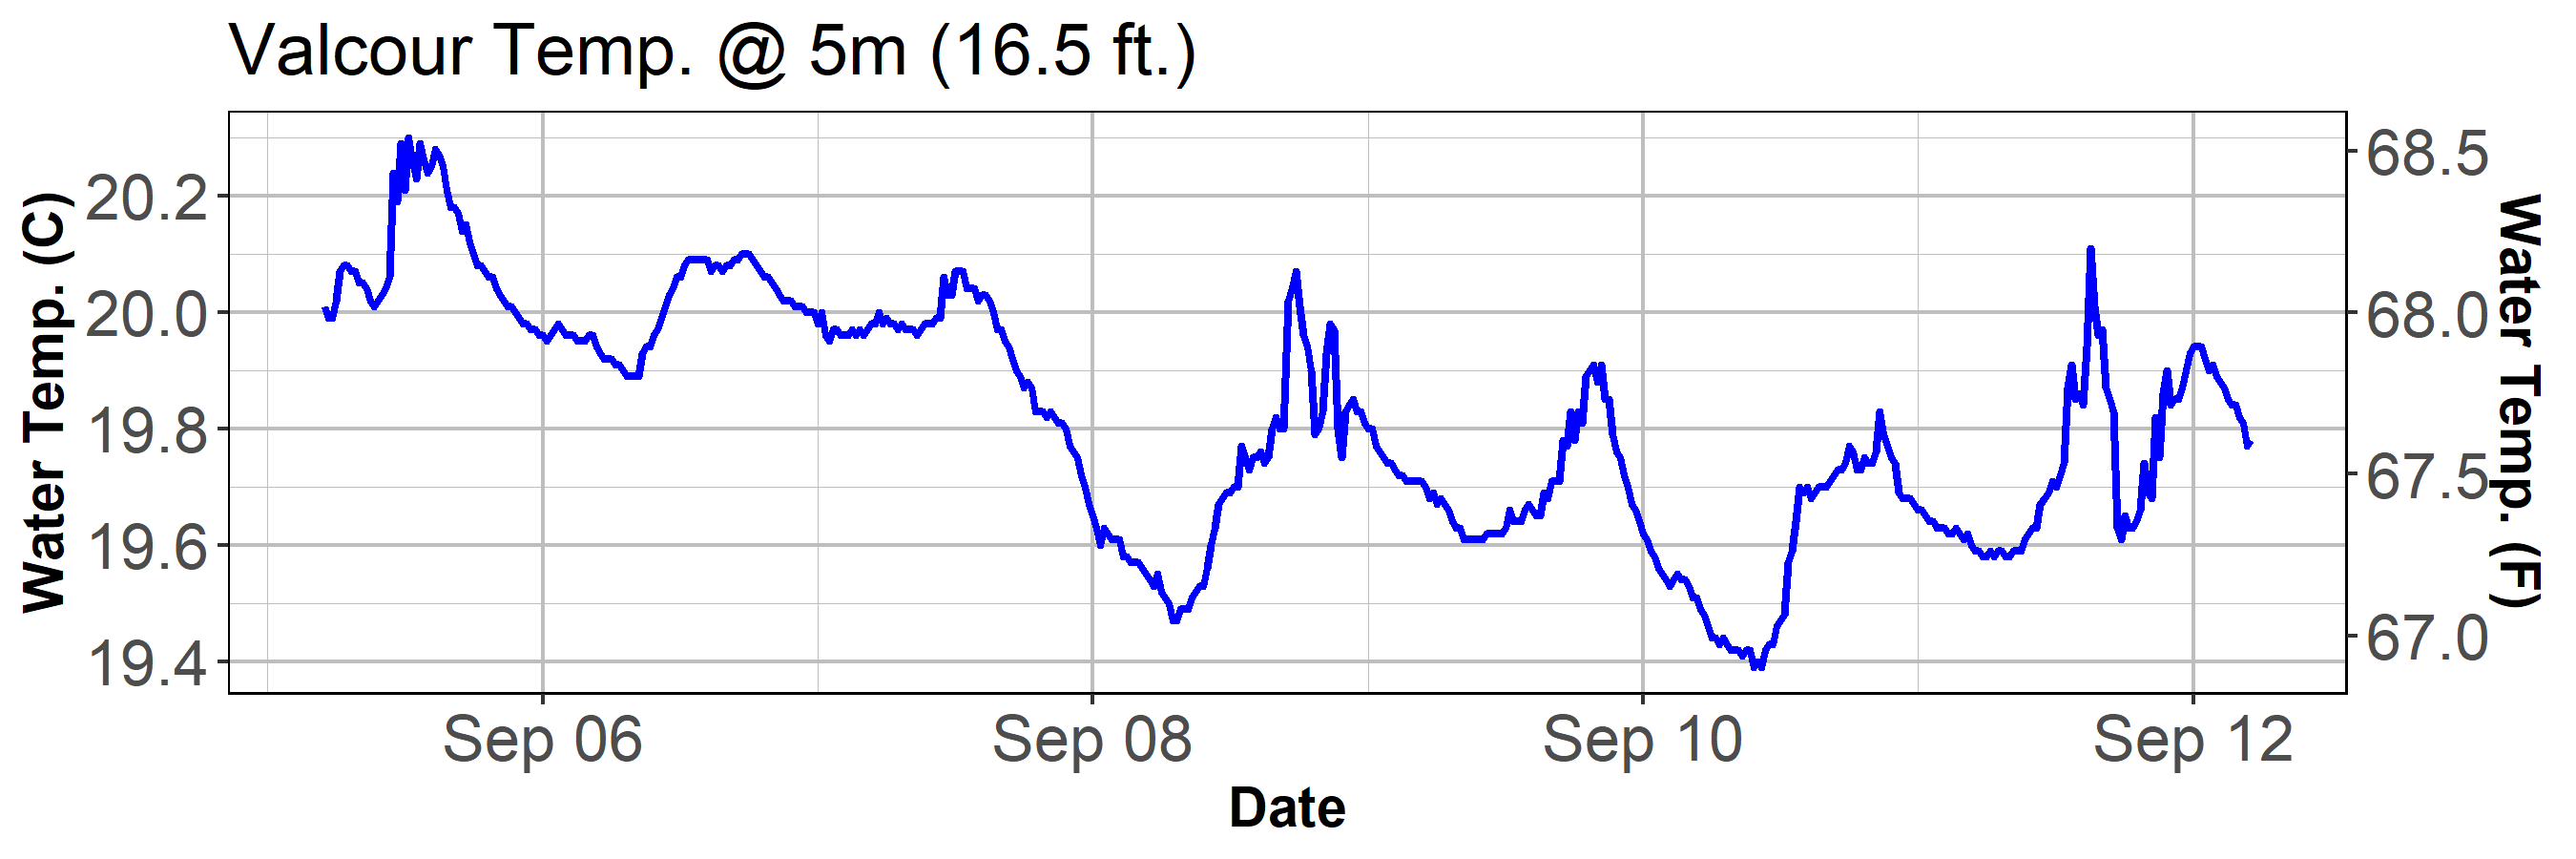 Valcour Temp. @ 5m (16.5 ft.)
Water Temp. (C)
20.2
20.0
19.8
19.6
19.4
68.5
68.0
67.5
67.0
Water Temp. (F)
Sep 06
Sep 08
Sep 10
Sep 12
Date